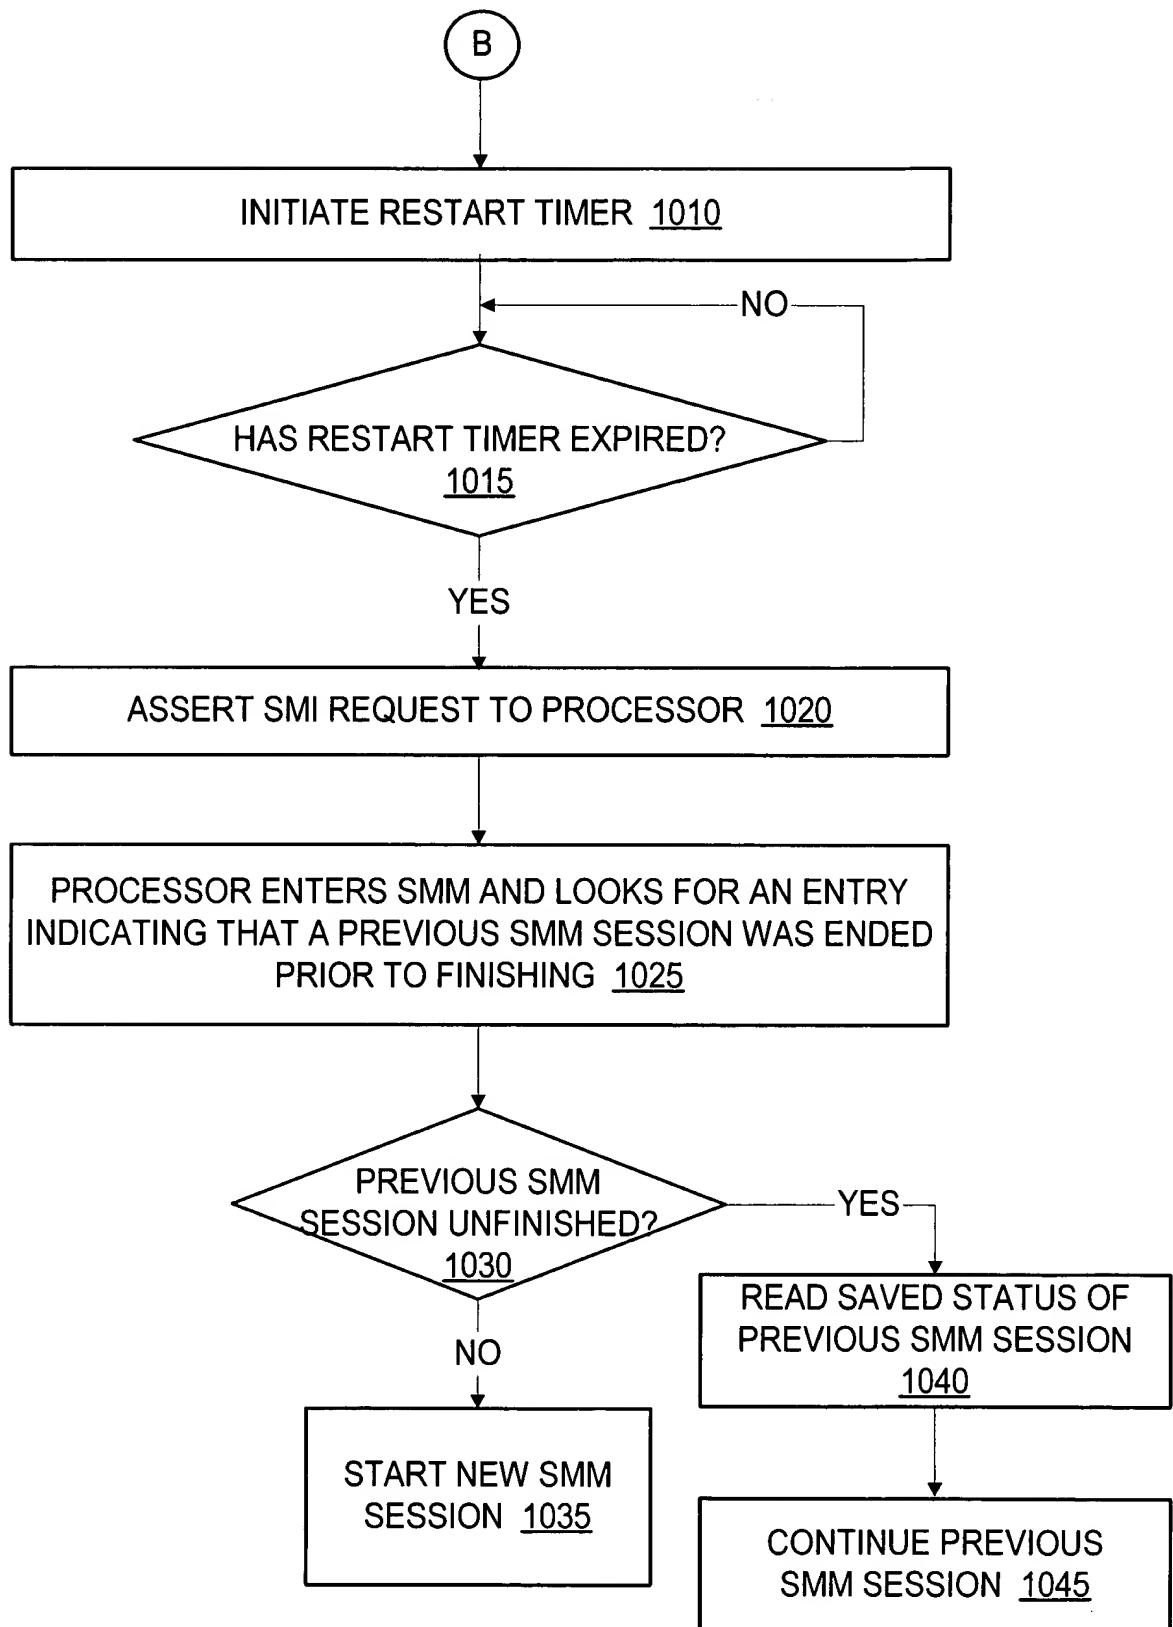 B
INITIATE RESTART TIMER 1010
NO
HAS RESTART TIMER EXPIRED?
1015
YES
ASSERT SMI REQUEST TO PROCESSOR 1020
PROCESSOR ENTERS SMM AND LOOKS FOR AN ENTRY
INDICATING THAT A PREVIOUS SMM SESSION WAS ENDED
PRIOR TO FINISHING 1025
PREVIOUS SMM
SESSION UNFINISHED?
1030
YES
NO
READ SAVED STATUS OF
PREVIOUS SMM SESSION
1040
START NEW SMM
SESSION 1035
CONTINUE PREVIOUS
SMM SESSION 1045